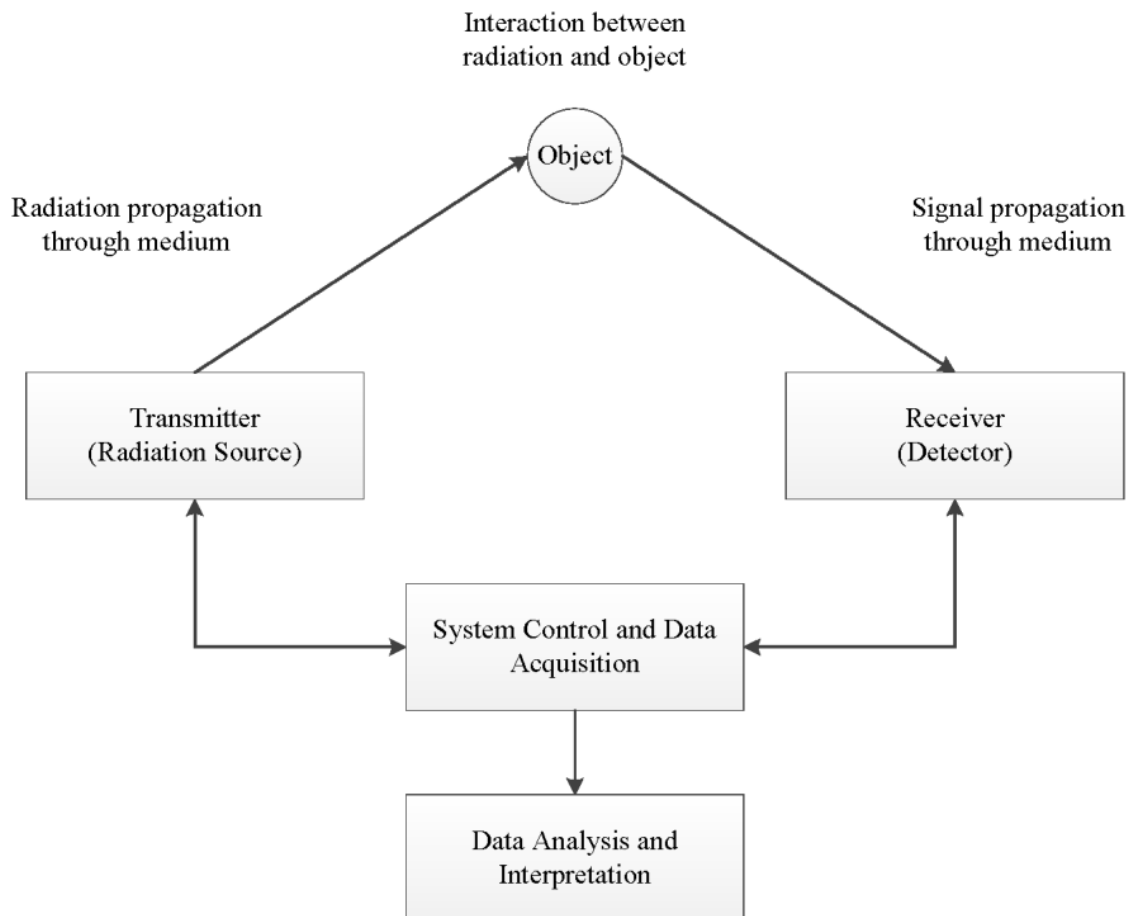 Interaction between
radiation and object
Object
Radiation propagation
through medium
Signal propagation
through medium
Transmitter
(Radiation Source)
Receiver
(Detector)
System Control and Data
Acquisition
Data Analysis and
Interpretation